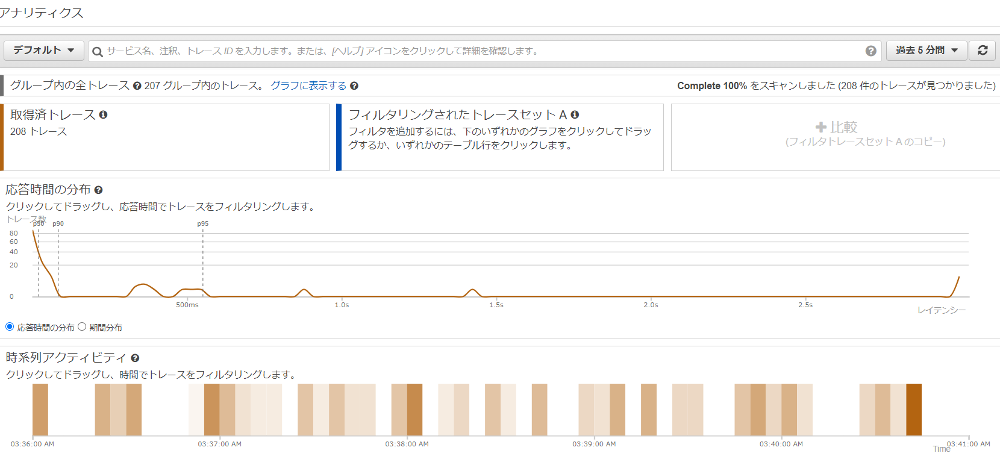 アナリティクス
デフォルト サービス名、注釈、トレース ID を入力します。または、[ヘルプ] アイコンをクリックして詳細を確認します。 過去 5 分間
グループ内の全トレース 207 グループ内のトレース。 グラフに表示する Complete 100% をスキャンしました (208 件のトレースが見つかりました)
取得済トレース
208 トレース
フィルタリングされたトレースセット A
フィルタを追加するには、下のいずれかのグラフをクリックしてドラッ
グするか、いずれかのテーブル行をクリックします。
比較
(フィルタトレースセット A のコピー)
応答時間の分布
クリックしてドラッグし、応答時間でトレースをフィルタリングします。
トレース数
p50 p90 p95
80
60
40
20
0
500ms 1.0s 1.5s 2.0s 2.5s
レイテンシー
応答時間の分布 期間分布
時系列アクティビティ
クリックしてドラッグし、時間でトレースをフィルタリングします。
03:36:00 AM 03:37:00 AM 03:38:00 AM 03:39:00 AM 03:40:00 AM 03:41:00 AM
Time